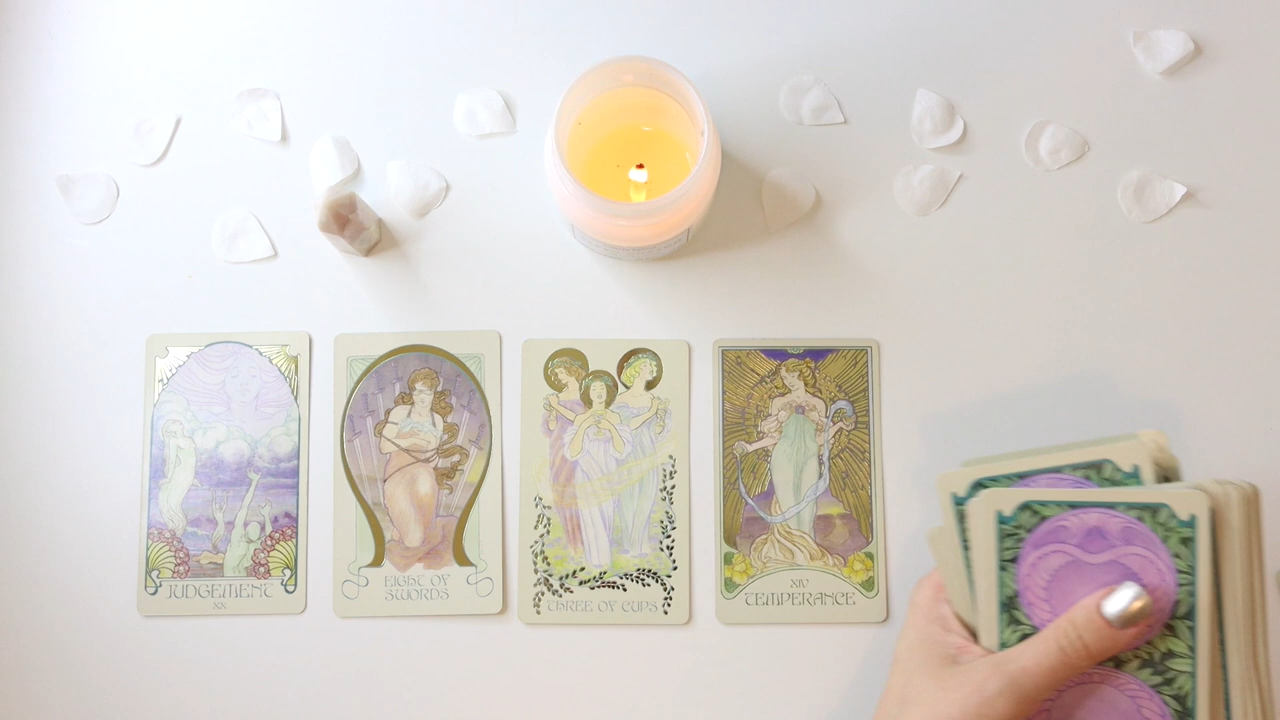 JUDGEMENT
XX
EIGHT OF
SWORDS
THREE OF CUPS
XIV
TEMPERANCE